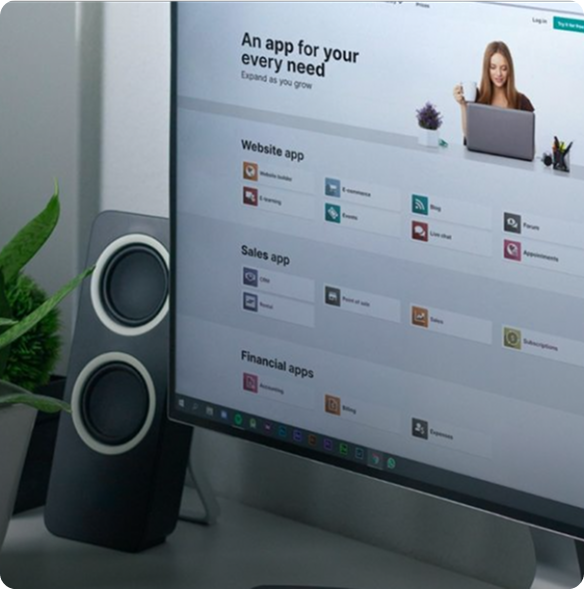 Prices
Log in
Try it for free
An app for your
every need
Expand as you grow
Website app
Website builder
E-commerce
Blog
Forum
E-learning
Events
Live chat
Appointments
Sales app
CRM
Point of sale
Sales
Subscriptions
Rental
Financial apps
Accounting
Billing
Expenses